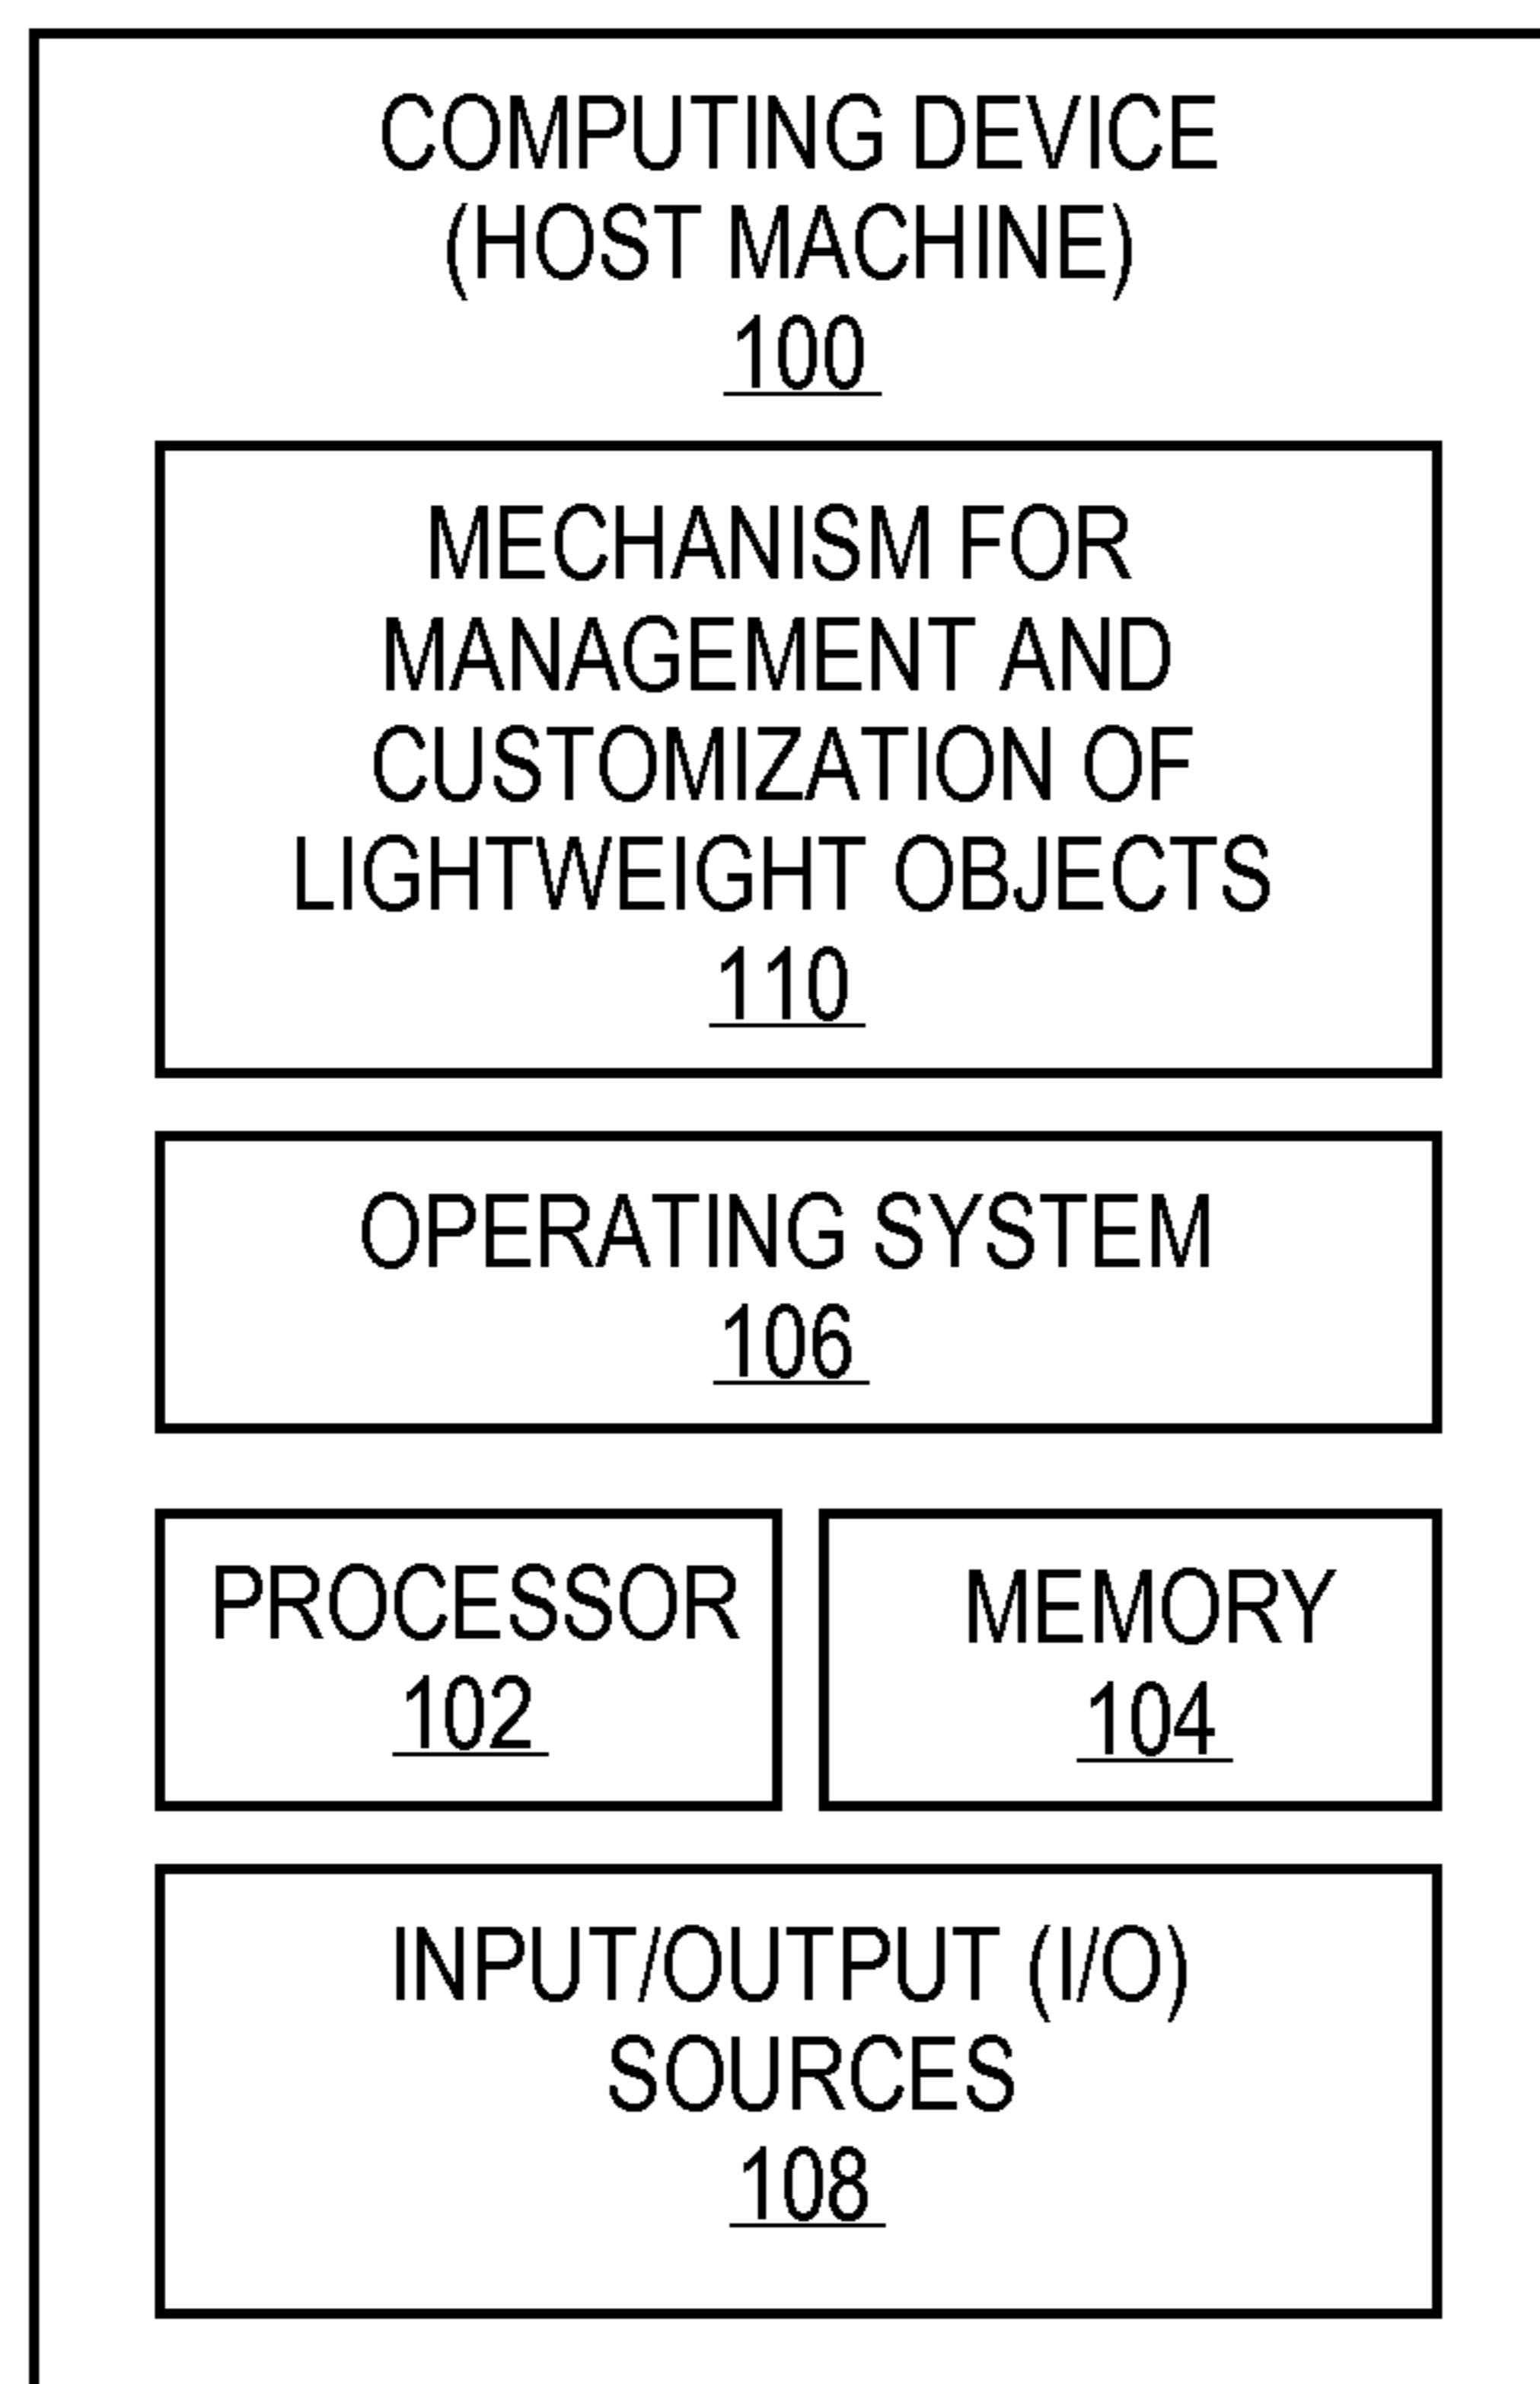 COMPUTING DEVICE
(HOST MACHINE)
100
MECHANISM FOR
MANAGEMENT AND
CUSTOMIZATION OF
LIGHTWEIGHT OBJECTS
110
OPERATING SYSTEM
106
PROCESSOR
102
MEMORY
104
INPUT/OUTPUT (I/O)
SOURCES
108